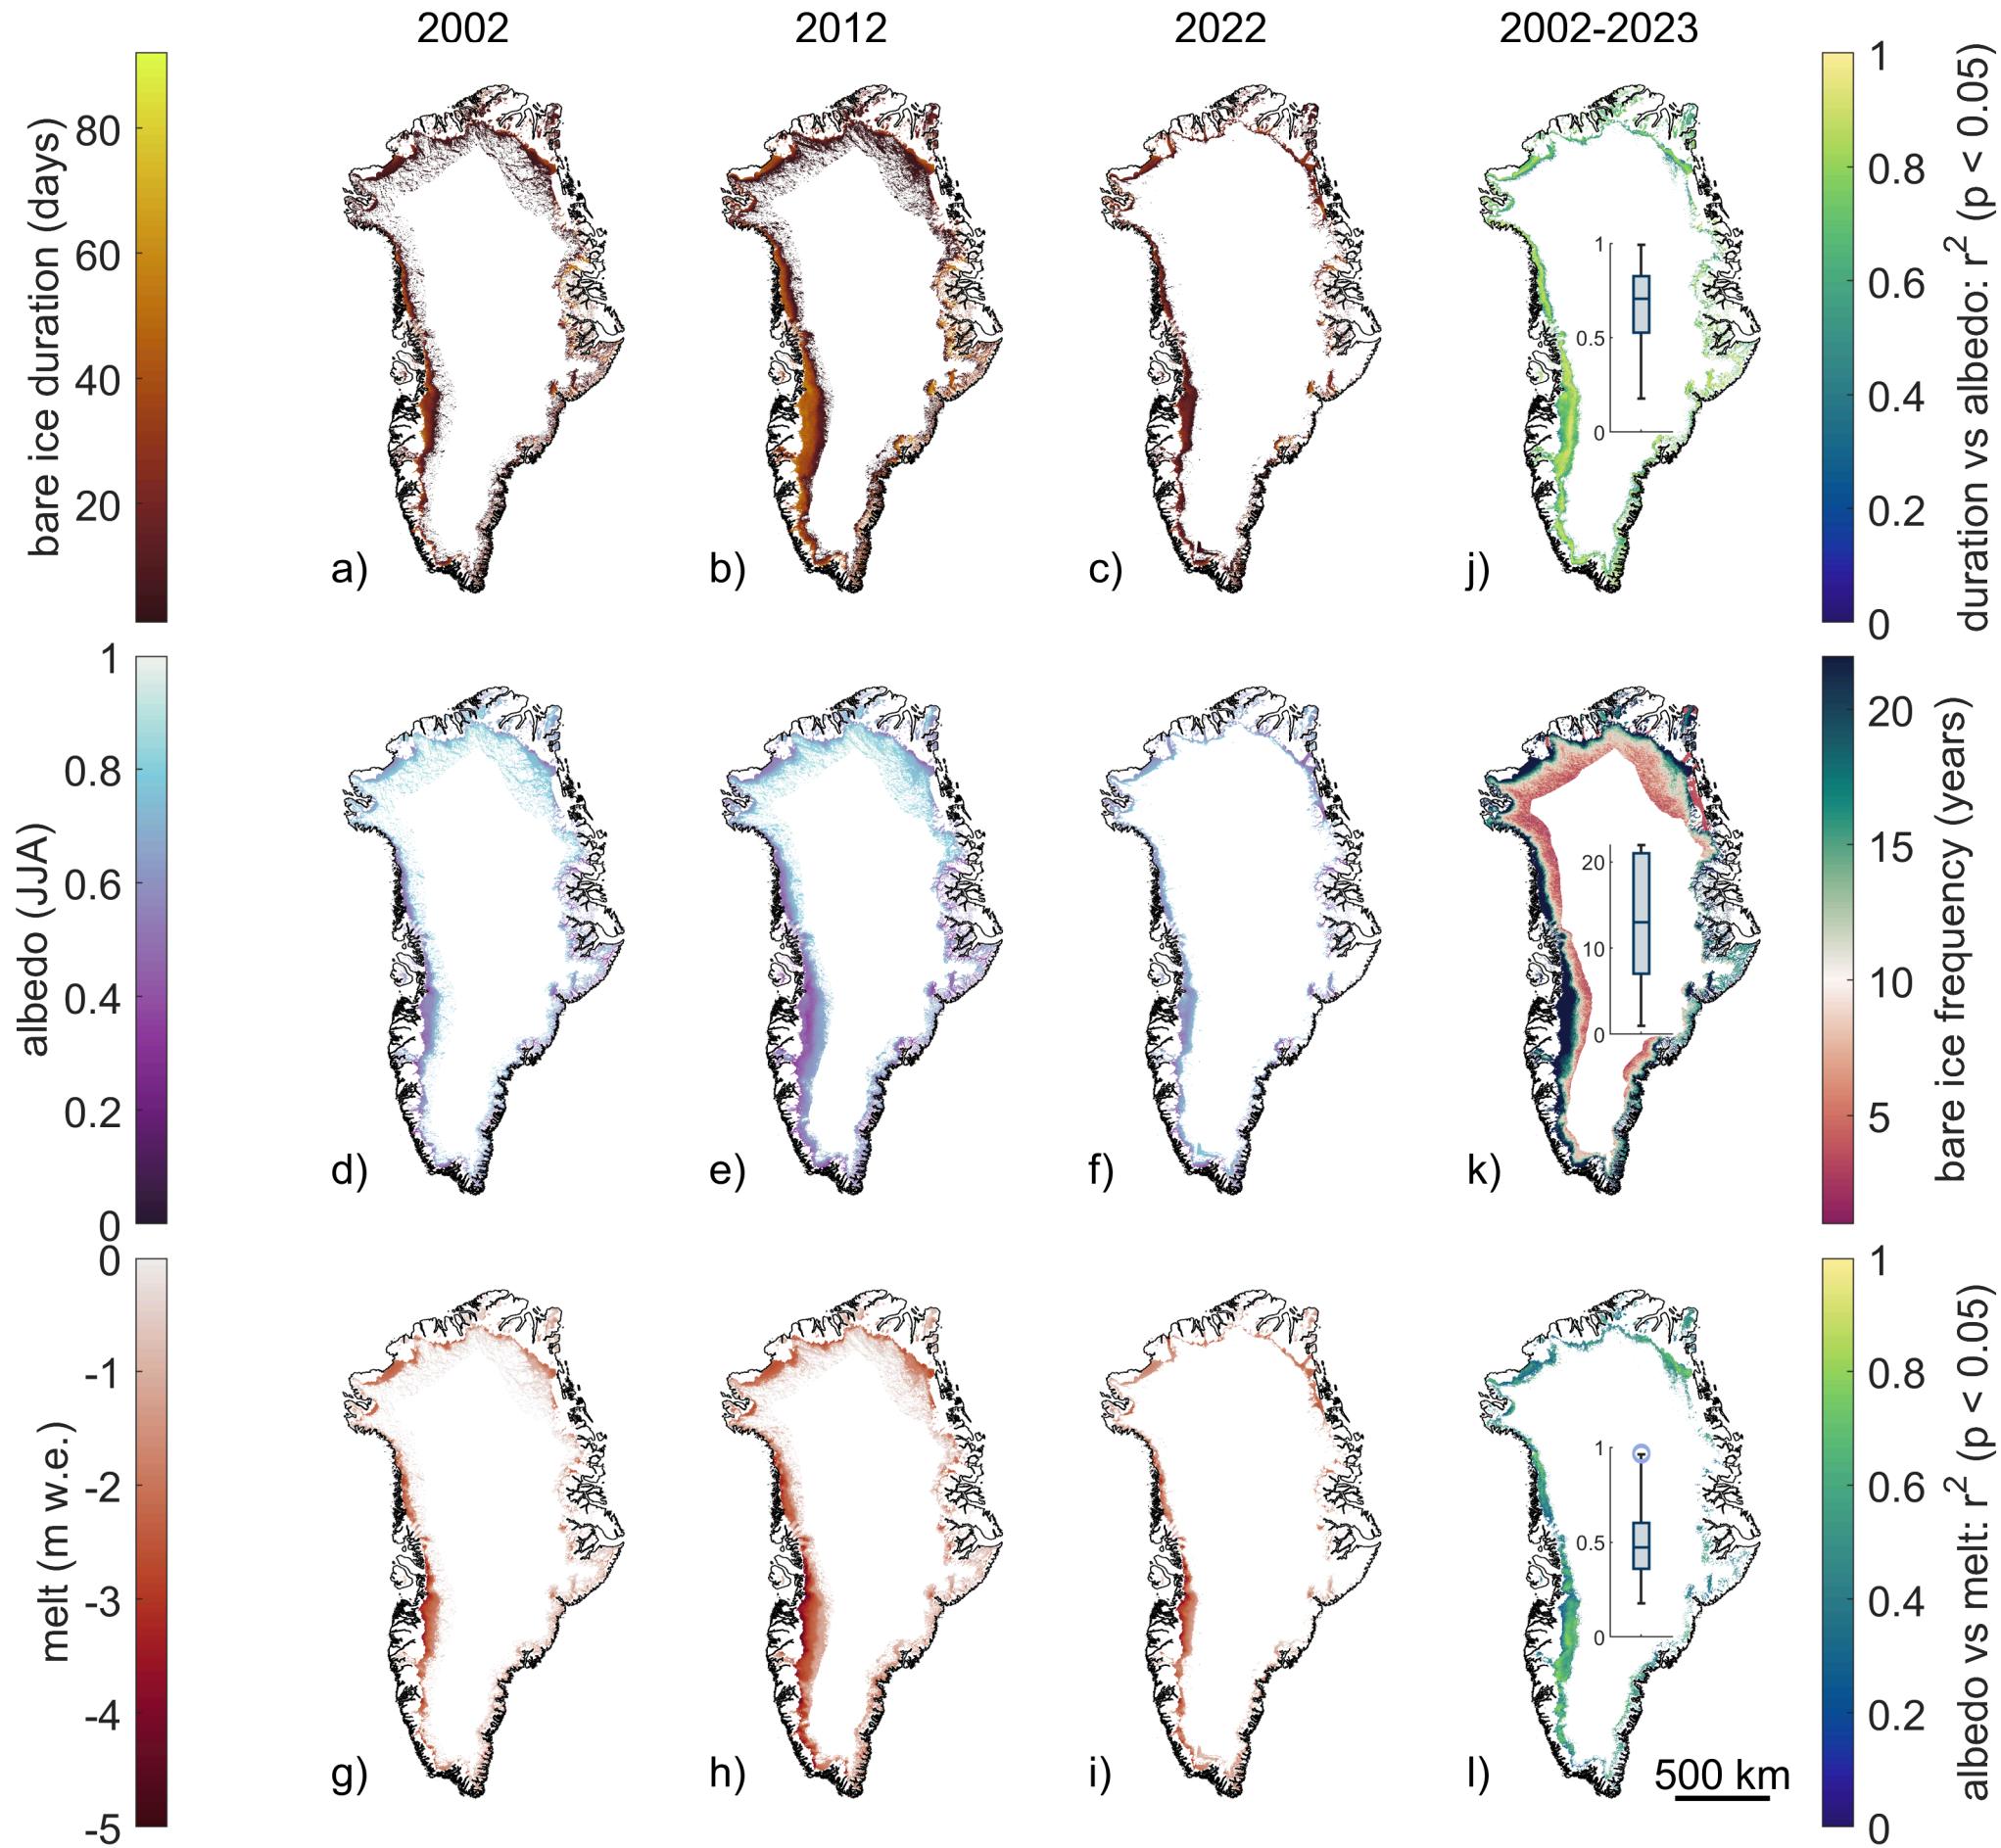 2002
2012
2022
2002-2023
bare ice duration (days)
80
60
40
20
a)
b)
c)
j)
1
0.5
0
1
0.8
0.6
0.4
0.2
0
duration vs albedo: r² (p < 0.05)
albedo (JJA)
1
0.8
0.6
0.4
0.2
0
d)
e)
f)
k)
20
10
0
20
15
10
5
bare ice frequency (years)
melt (m w.e.)
0
-1
-2
-3
-4
-5
g)
h)
i)
l)
1
0.5
0
500 km
1
0.8
0.6
0.4
0.2
0
albedo vs melt: r² (p < 0.05)